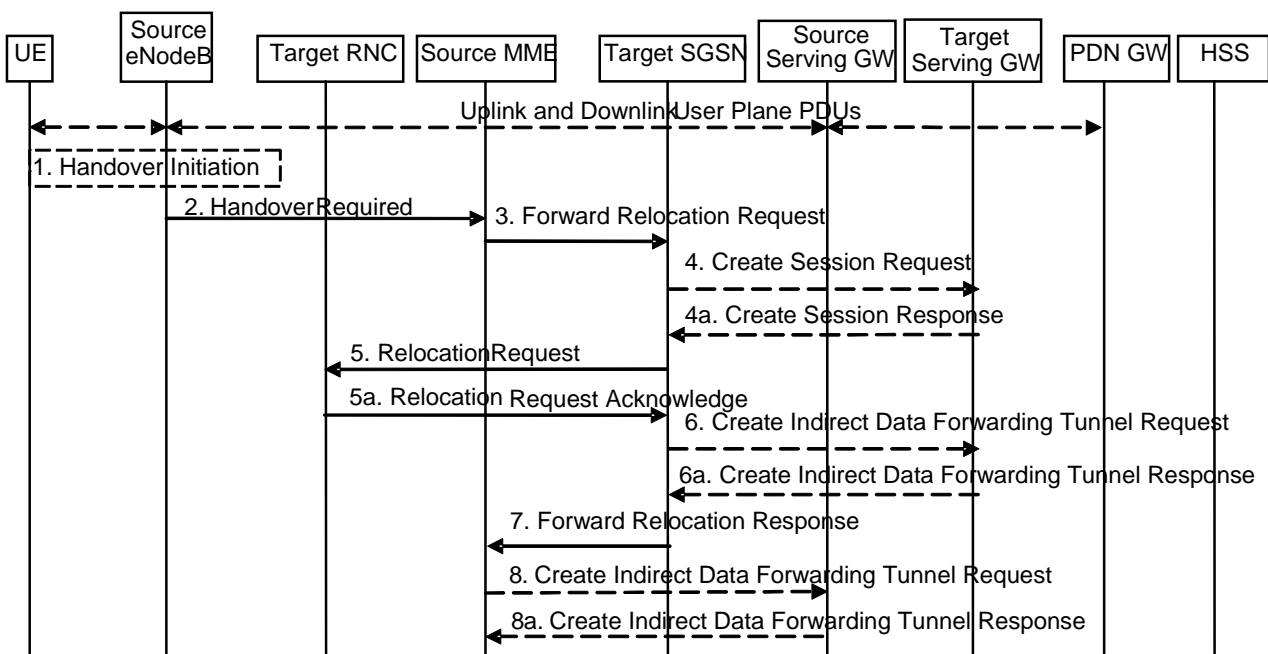 UE
Source
eNodeB
Target RNC
Source MME
Target SGSN
Source
Serving GW
Target
Serving GW
PDN GW
HSS
Uplink and Downlink User Plane PDUs
1. Handover Initiation
2. Handover Required
3. Forward Relocation Request
4. Create Session Request
4a. Create Session Response
5. Relocation Request
5a. Relocation Request Acknowledge
6. Create Indirect Data Forwarding Tunnel Request
6a. Create Indirect Data Forwarding Tunnel Response
7. Forward Relocation Response
8. Create Indirect Data Forwarding Tunnel Request
8a. Create Indirect Data Forwarding Tunnel Response